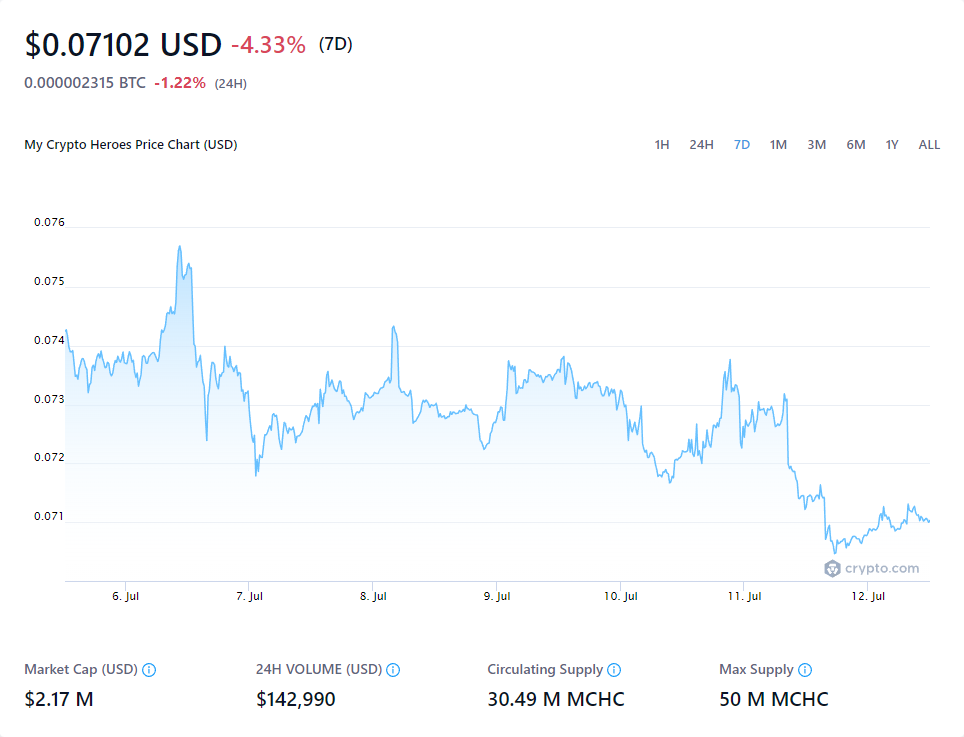 $0.07102 USD -4.33% (7D)
0.000002315 BTC -1.22% (24H)
My Crypto Heroes Price Chart (USD) 1H 24H 7D 1M 3M 6M 1Y ALL
0.076
0.075
0.074
0.073
0.072
0.071
crypto.com
6. Jul 7. Jul 8. Jul 9. Jul 10. Jul 11. Jul 12. Jul
Market Cap (USD) 24H VOLUME (USD) Circulating Supply Max Supply
$2.17 M $142,990 30.49 M MCHC 50 M MCHC